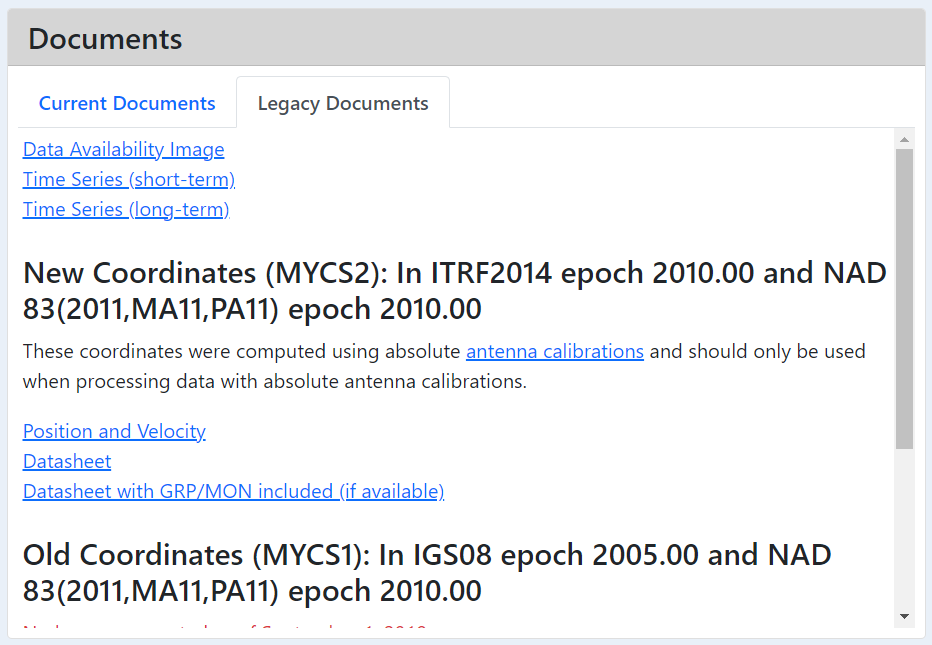 Documents
Current Documents
Legacy Documents
Data Availability Image
Time Series (short-term)
Time Series (long-term)
New Coordinates (MYCS2): In ITRF2014 epoch 2010.00 and NAD
83(2011,MA11,PA11) epoch 2010.00
These coordinates were computed using absolute antenna calibrations and should only be used
when processing data with absolute antenna calibrations.
Position and Velocity
Datasheet
Datasheet with GRP/MON included (if available)
Old Coordinates (MYCS1): In IGS08 epoch 2005.00 and NAD
83(2011,MA11,PA11) epoch 2010.00